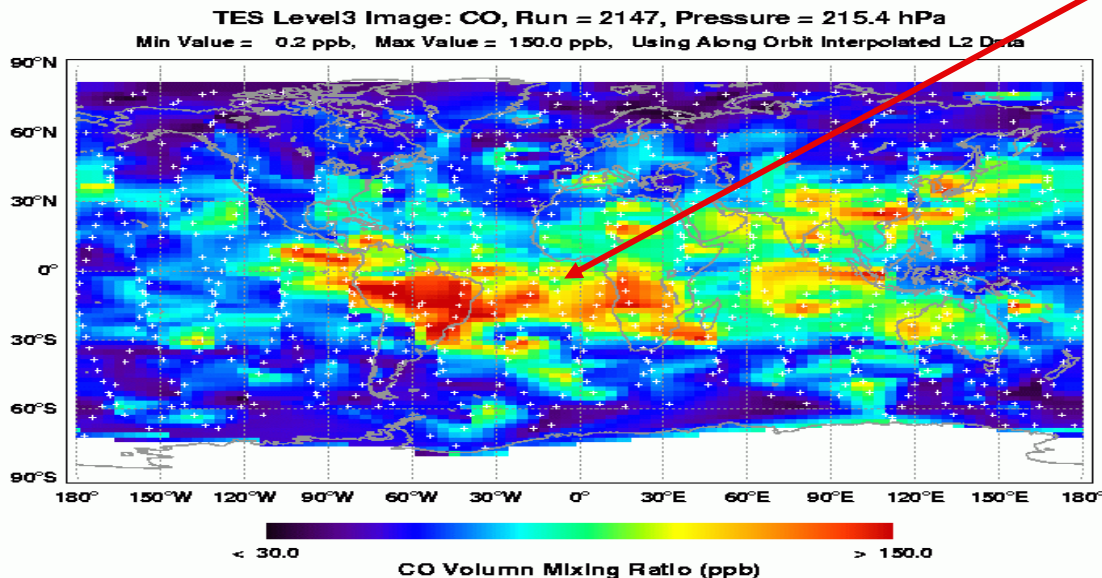 TES Level3 Image: CO, Run = 2147, Pressure = 215.4 hPa
Min Value = 0.2 ppb, Max Value = 150.0 ppb, Using Along Orbit Interpolated L2 Data
90°N
60°N
30°N
0°
30°S
60°S
90°S
180° 150°W 120°W 90°W 60°W 30°W 0° 30°E 60°E 90°E 120°E 150°E 180°
< 30.0 > 150.0
CO Volumn Mixing Ratio (ppb)